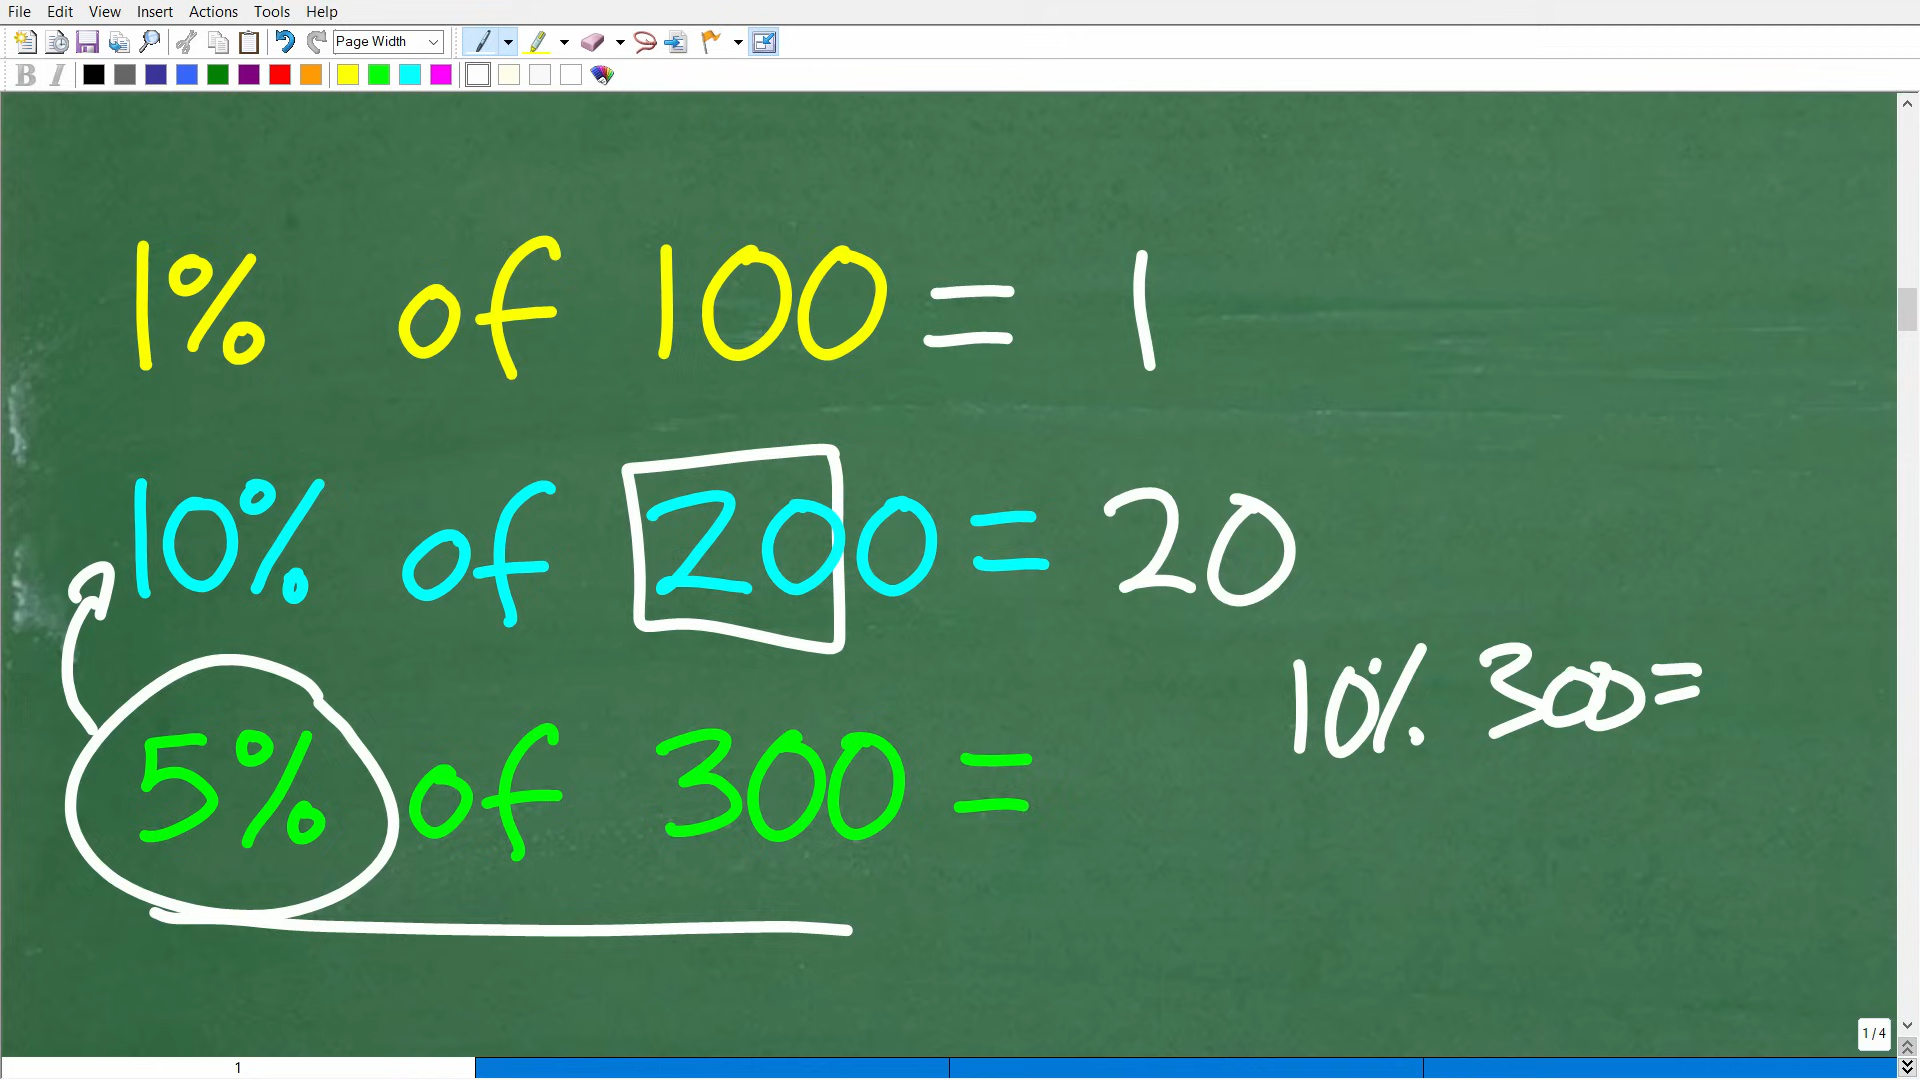 File Edit View Insert Actions Tools Help
Page Width
B I
1% of 100 = 1
10% of 200 = 20
10% 300 =
5% of 300 =
1 / 4
1